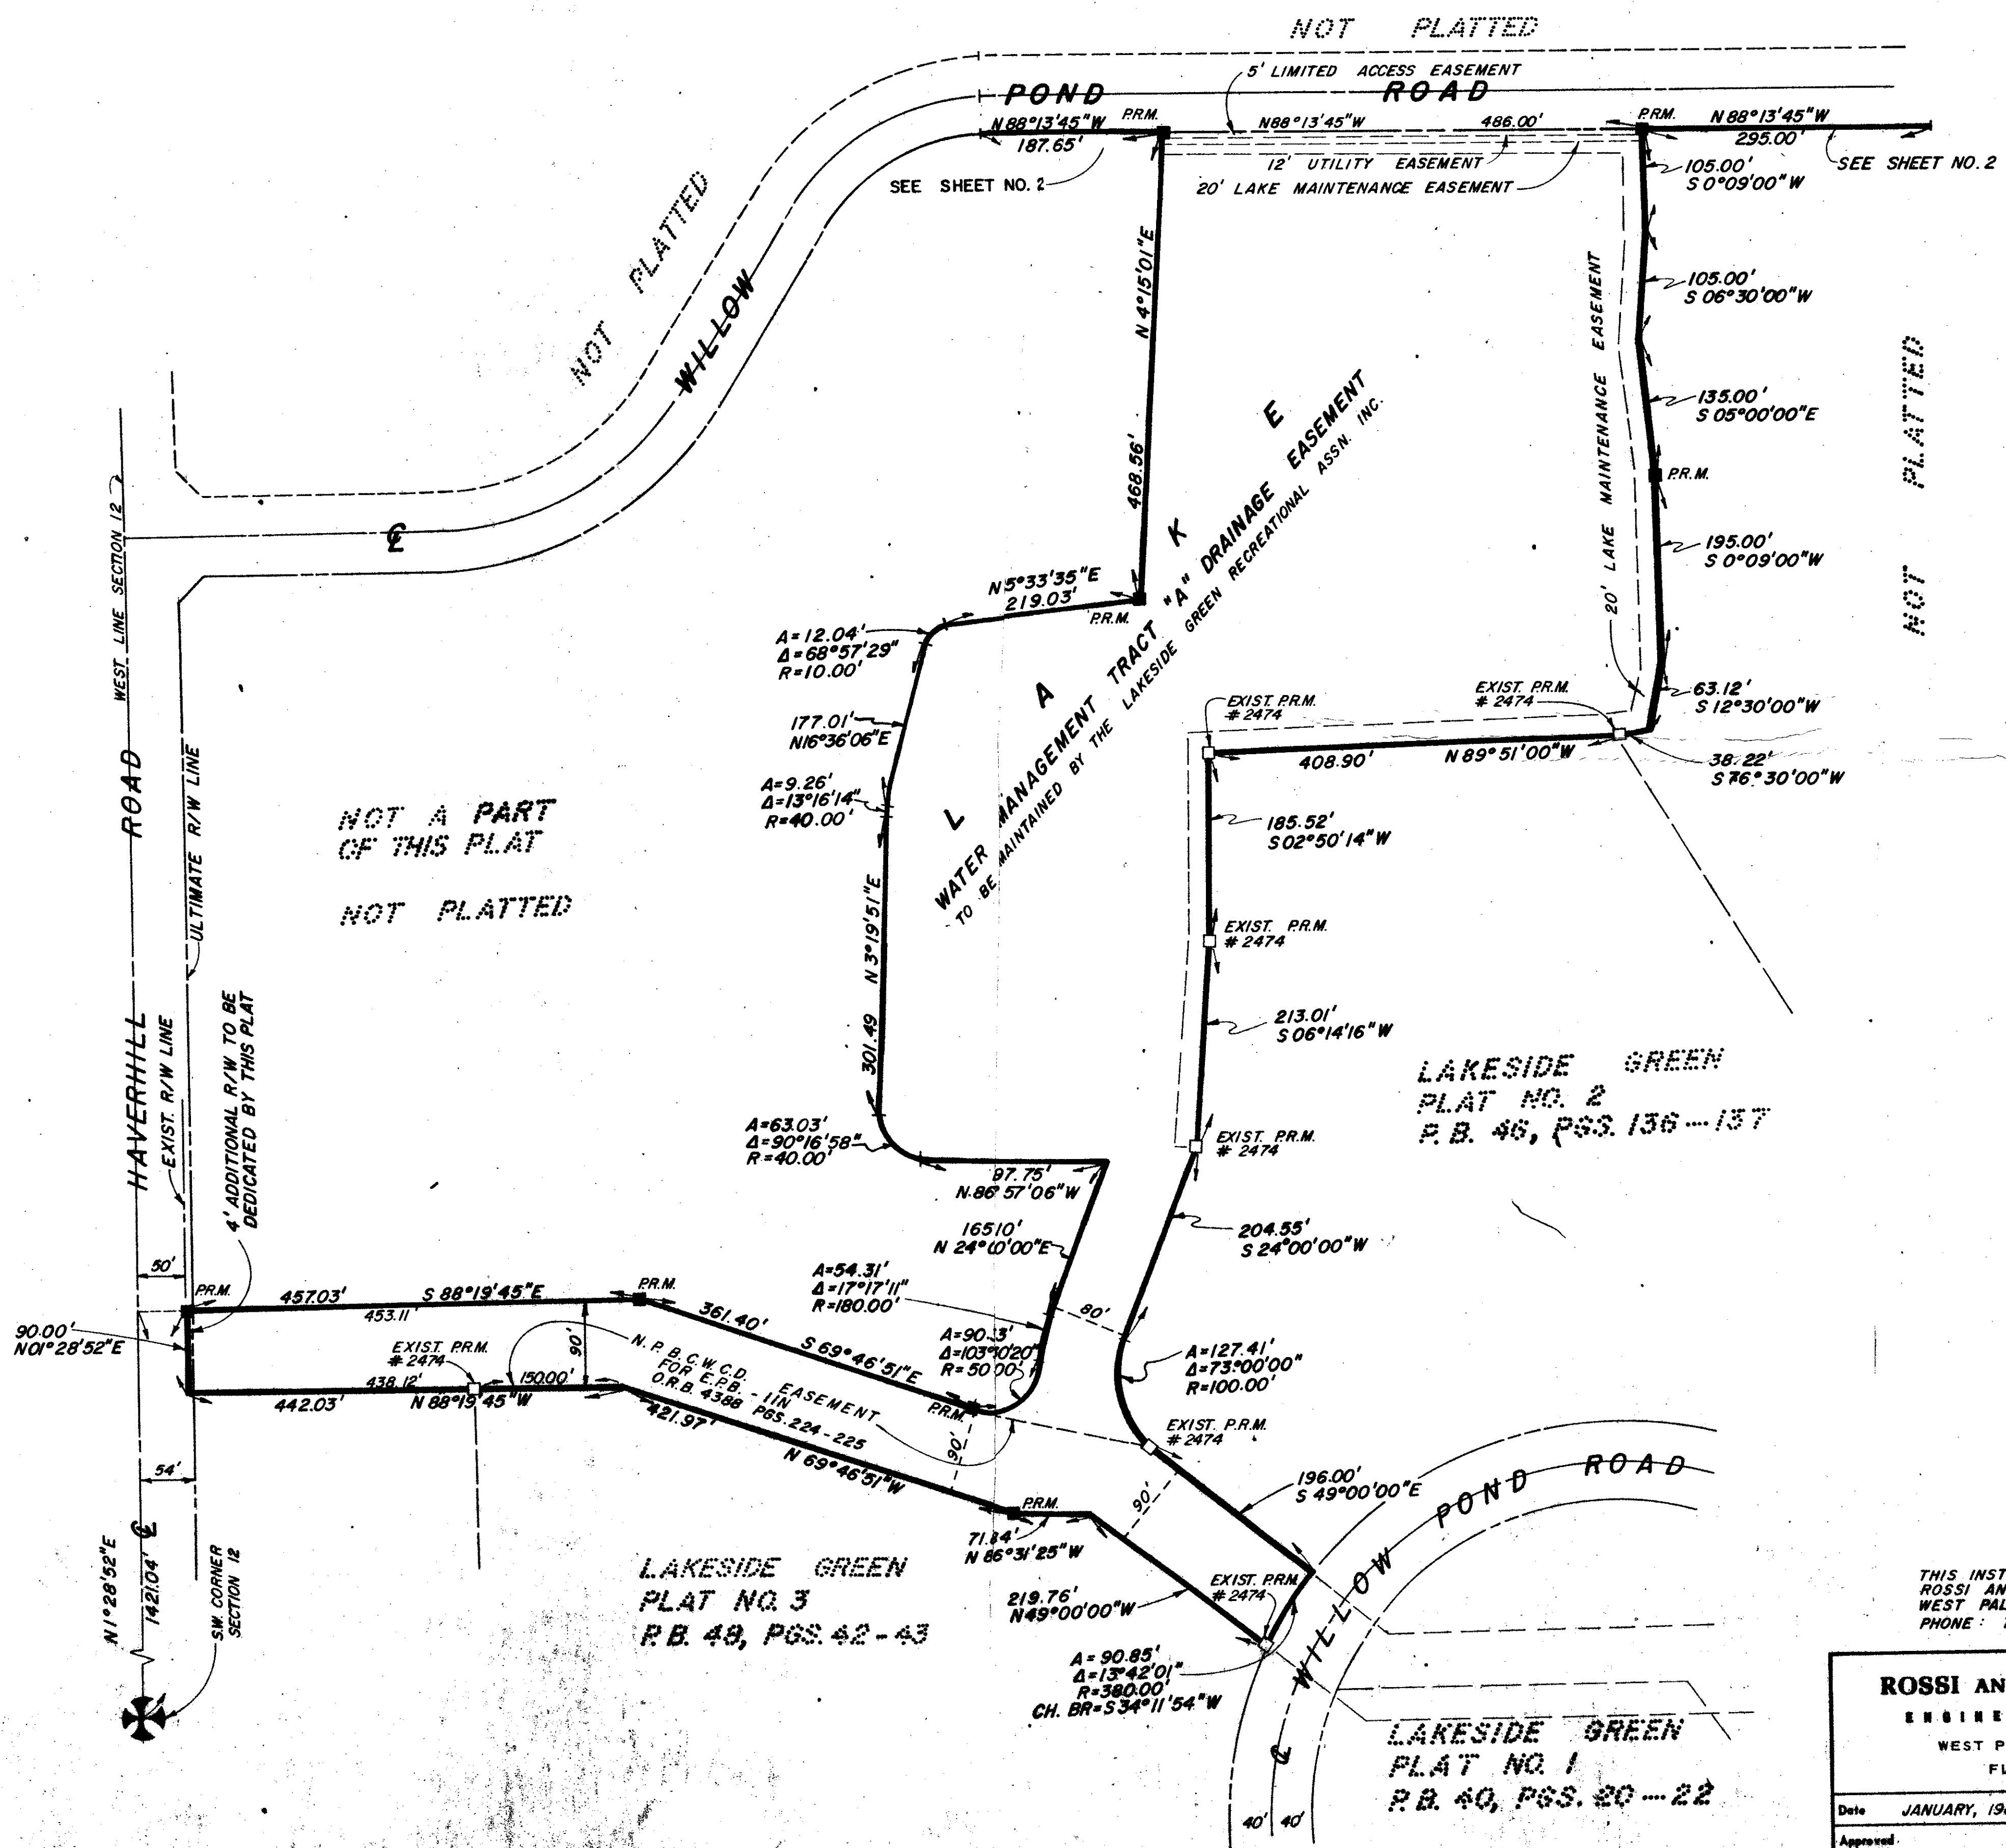 NOT PLATTED
5' LIMITED ACCESS EASEMENT
POND ROAD
N88°13'45"W
187.65'
P.R.M.
N88°13'45"W 486.00'
P.R.M.
N 88°13'45"W
295.00'
SEE SHEET NO. 2
12' UTILITY EASEMENT
20' LAKE MAINTENANCE EASEMENT
SEE SHEET NO. 2
105.00'
S 0°09'00"W
NOT PLATTED
WILLOW
N 4°15'01"E
468.56'
20' LAKE MAINTENANCE EASEMENT
105.00'
S 06°30'00"W
135.00'
S 05°00'00"E
P.R.M.
195.00'
S 0°09'00"W
NOT PLATTED
63.12'
S 12°30'00"W
38.22'
S 76°30'00"W
WEST LINE SECTION 12
℄
N 5°33'35"E
219.03'
P.R.M.
A=12.04'
Δ=68°57'29"
R=10.00'
177.01'
N16°36'06"E
A=9.26'
Δ=13°16'14"
R=40.00'
LAKE
WATER MANAGEMENT TRACT "A" DRAINAGE EASEMENT
TO BE MAINTAINED BY THE LAKESIDE GREEN RECREATIONAL ASSN. INC.
EXIST. P.R.M.
# 2474
EXIST. P.R.M.
# 2474
408.90' N 89°51'00"W
185.52'
S 02°50'14"W
EXIST. P.R.M.
# 2474
213.01'
S 06°14'16"W
EXIST. P.R.M.
# 2474
204.55'
S 24°00'00"W
HAVERHILL ROAD
ULTIMATE R/W LINE
EXIST. R/W LINE
4' ADDITIONAL R/W TO BE
DEDICATED BY THIS PLAT
NOT A PART
OF THIS PLAT
NOT PLATTED
301.49 N 3°19'51"E
A=63.03'
Δ=90°16'58"
R=40.00'
97.75'
N 86°57'06"W
LAKESIDE GREEN
PLAT NO. 2
P.B. 46, PGS. 136-137
A=54.31'
Δ=17°17'11"
R=180.00'
80'
A=127.41'
Δ=73°00'00"
R=100.00'
50'
P.R.M.
457.03' S 88°19'45"E
453.11'
P.R.M.
90.00'
N01°28'52"E
EXIST. P.R.M.
# 2474
438.12' 150.00'
442.03' N 88°19'45"W
90'
361.40' S 69°46'51"E
N.P.B.C.W.C.D. EASEMENT
FOR E.P.B. - 11N
O.R.B. 4388 PGS. 224-225
P.R.M.
421.97' N 69°46'51"W
90'
EXIST. P.R.M.
# 2474
196.00'
S 49°00'00"E
90'
WILLOW POND ROAD
54'
P.R.M.
N 86°31'25"W
219.76'
N49°00'00"W
EXIST. P.R.M.
# 2474
A= 90.85'
Δ=13°42'01"
R=380.00'
CH. BR=S 34°11'54"W
N 1°28'52"E
1421.04'
℄
S.W. CORNER
SECTION 12
LAKESIDE GREEN
PLAT NO. 3
P.B. 48, PGS. 42-43
LAKESIDE GREEN
PLAT NO. 1
P.B. 40, PGS. 20-22
℄
40' 40'
THIS INST
ROSSI AN
WEST PAL
PHONE :
ROSSI AN
ENGINE
WEST P
FL
Date JANUARY, 19
Approved